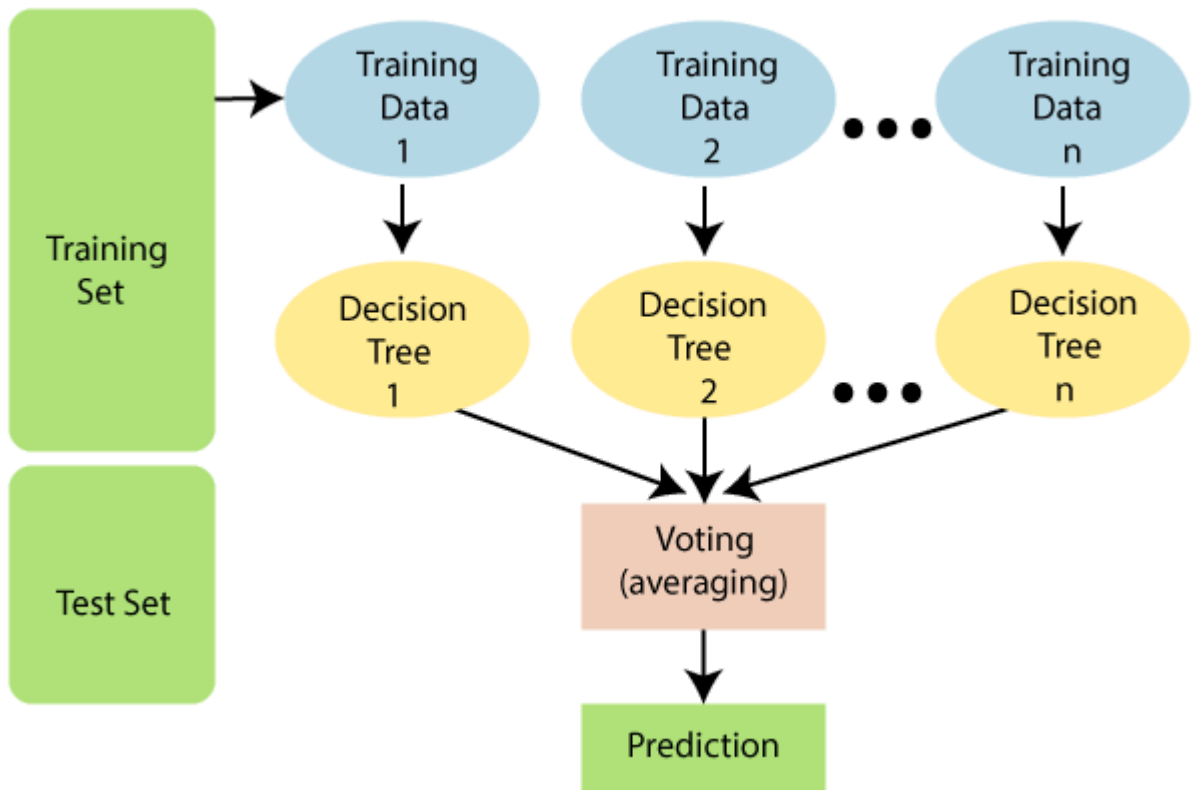 Training
Set
Test Set
Training
Data
1
Training
Data
2
Training
Data
n
Decision
Tree
1
Decision
Tree
2
Decision
Tree
n
Voting
(averaging)
Prediction